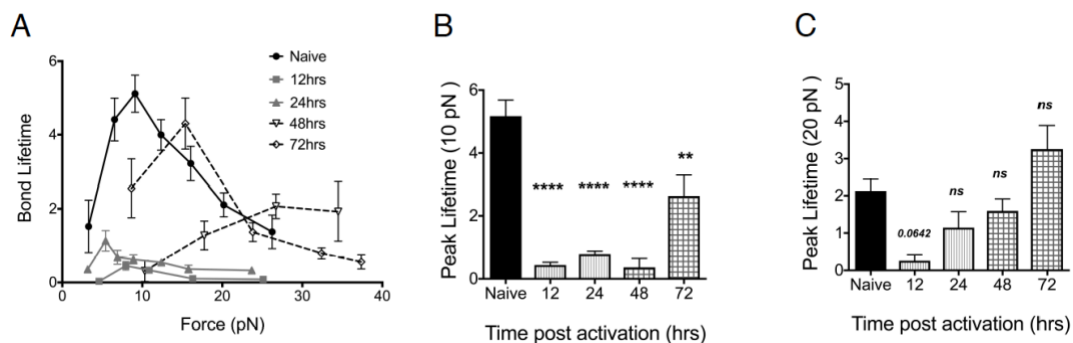 A
Bond Lifetime
6
4
2
0
0
10
20
30
40
Force (pN)
Naive
12hrs
24hrs
48hrs
72hrs
B
Peak Lifetime (10 pN )
6
4
2
0
****
****
****
**
Naive
12
24
48
72
Time post activation (hrs)
C
Peak Lifetime (20 pN )
5
4
3
2
1
0
0.0642
ns
ns
ns
Naive
12
24
48
72
Time post activation (hrs)